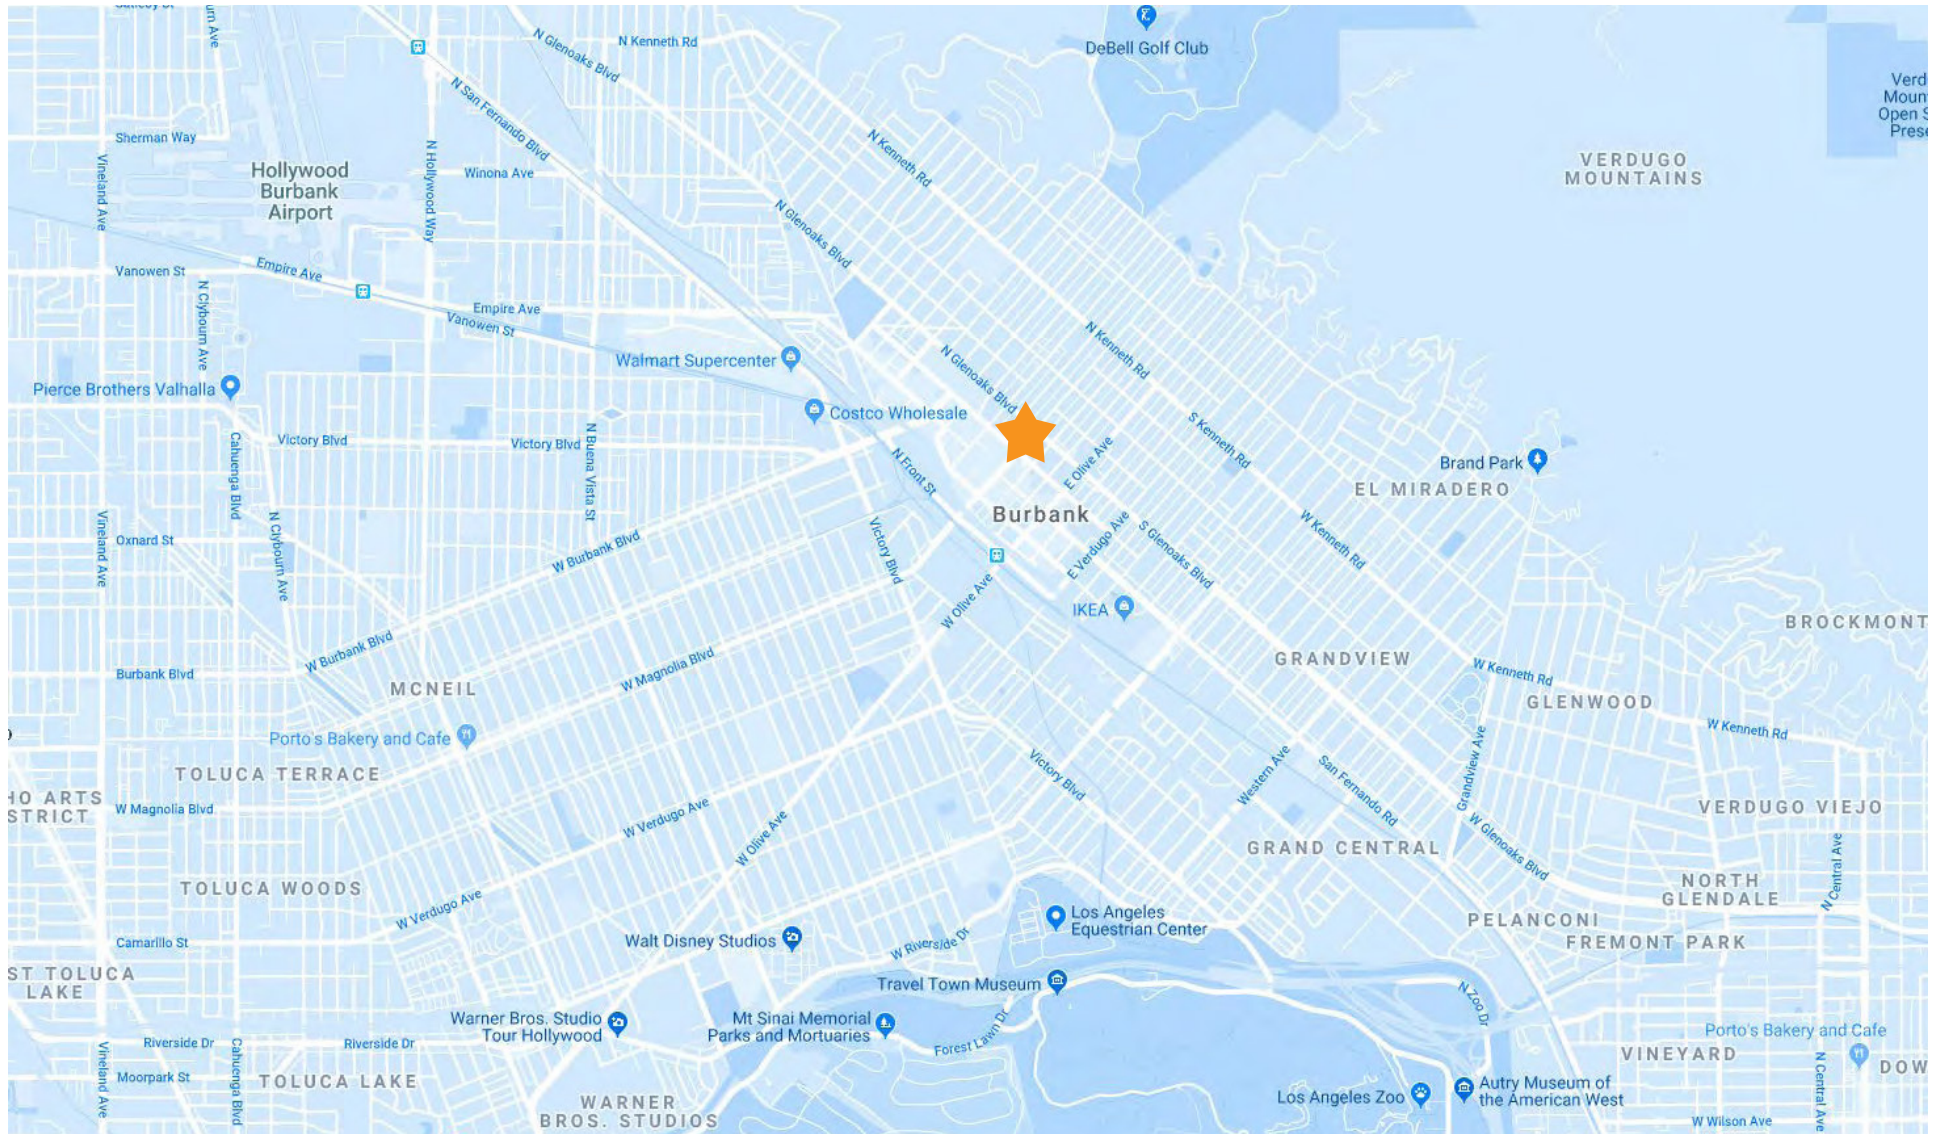 DeBell Golf Club
N Glenoaks Blvd
N Kenneth Rd
N San Fernando Blvd
Sherman Way
Hollywood
Burbank
Airport
Vineland Ave
N Hollywood Way
Winona Ave
N Kenneth Rd
VERDUGO
MOUNTAINS
N Glenoaks Blvd
Vanowen St
Empire Ave
N Clybourn Ave
Empire Ave
Vanowen St
Walmart Supercenter
N Kenneth Rd
N Glenoaks Blvd
Pierce Brothers Valhalla
Costco Wholesale
Victory Blvd
Victory Blvd
N Buena Vista St
Cahuenga Blvd
N Front St
E Olive Ave
S Kenneth Rd
Brand Park
EL MIRADERO
Burbank
Vineland Ave
Oxnard St
N Clybourn Ave
W Burbank Blvd
Victory Blvd
E Verdugo Ave
S Glenoaks Blvd
W Kenneth Rd
W Olive Ave
IKEA
BROCKMONT
W Burbank Blvd
Burbank Blvd
MCNEIL
W Magnolia Blvd
GRANDVIEW
W Kenneth Rd
GLENWOOD
W Kenneth Rd
Porto's Bakery and Cafe
TOLUCA TERRACE
W Magnolia Blvd
Victory Blvd
Western Ave
San Fernando Rd
Grandview Ave
VERDUGO VIEJO
W Verdugo Ave
W Olive Ave
GRAND CENTRAL
W Glenoaks Blvd
N Central Ave
TOLUCA WOODS
W Verdugo Ave
NORTH
GLENDALE
PELANCONI
FREMONT PARK
Los Angeles
Equestrian Center
Camarillo St
Walt Disney Studios
W Riverside Dr
ST TOLUCA
LAKE
Travel Town Museum
N Zoo Dr
Warner Bros. Studio
Tour Hollywood
Mt Sinai Memorial
Parks and Mortuaries
Forest Lawn Dr
Porto's Bakery and Cafe
VINEYARD
Riverside Dr
Riverside Dr
Vineland Ave
Cahuenga Blvd
Moorpark St
TOLUCA LAKE
N Central Ave
DOW
Autry Museum of
the American West
Los Angeles Zoo
WARNER
BROS. STUDIOS
W Wilson Ave